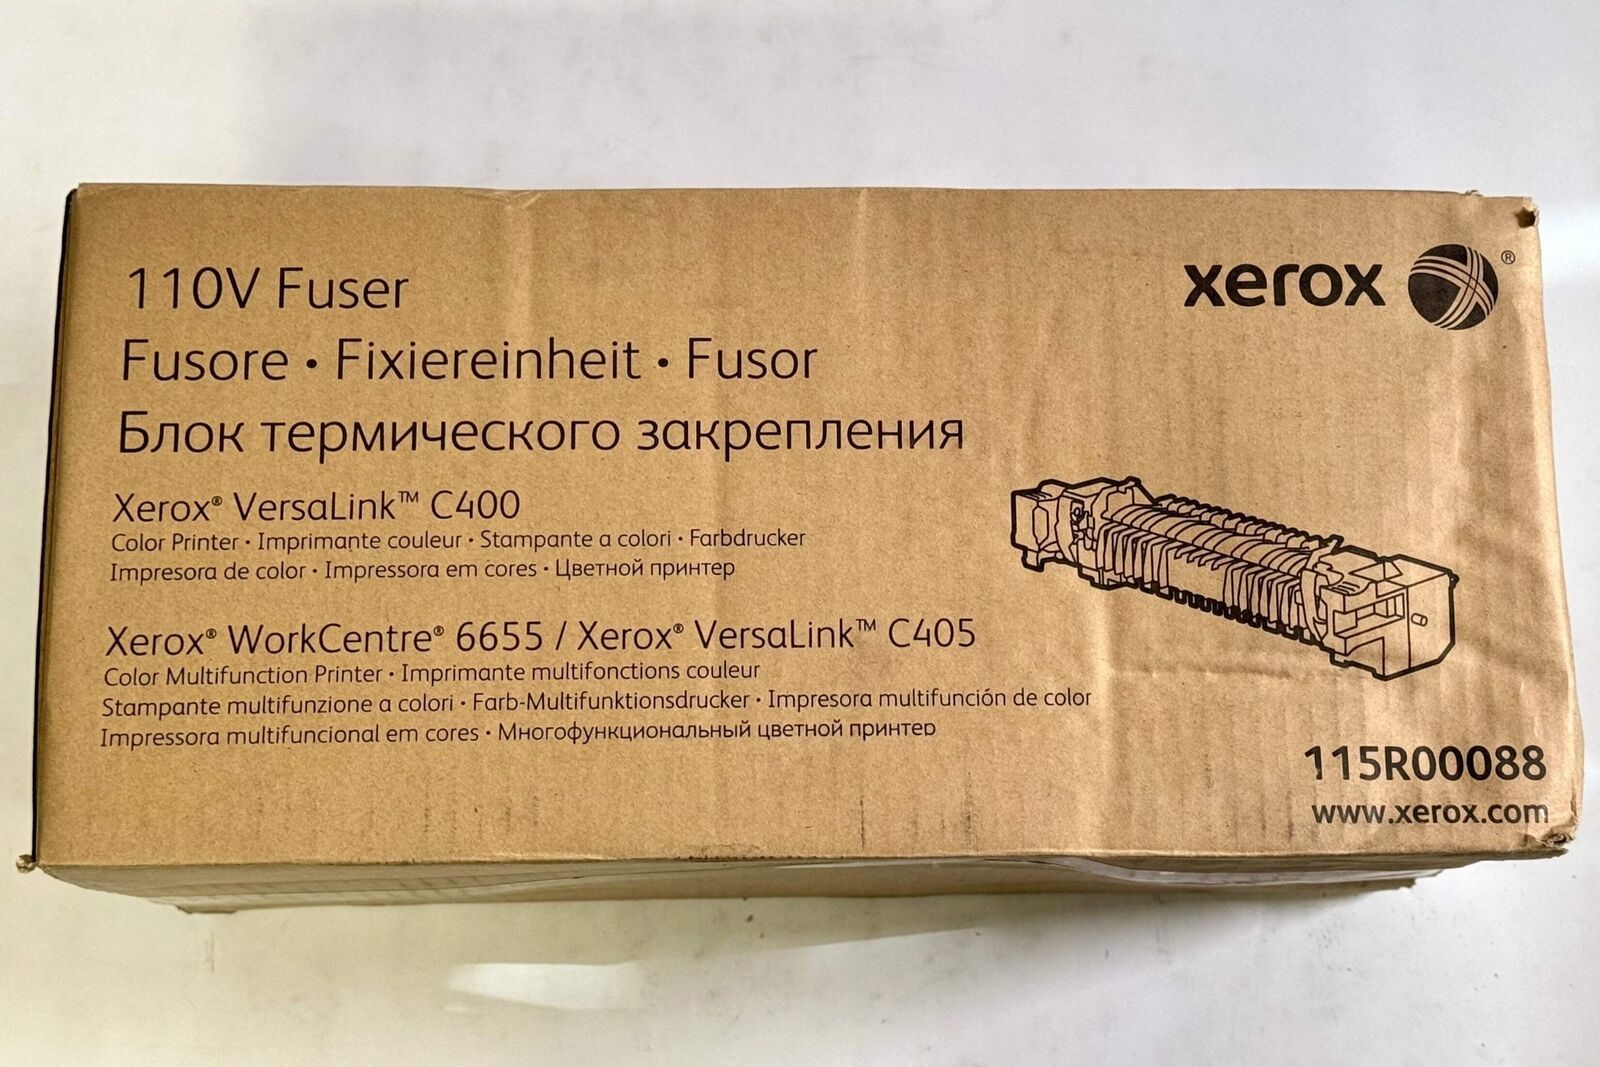 110V Fuser
xerox ®
Fusore • Fixiereinheit • Fusor
Блок термического закрепления
Xerox® VersaLink™ C400
Color Printer • Imprimante couleur • Stampante a colori • Farbdrucker
Impresora de color • Impressora em cores • Цветной принтер
Xerox® WorkCentre® 6655 / Xerox® VersaLink™ C405
Color Multifunction Printer • Imprimante multifonctions couleur
Stampante multifunzione a colori • Farb-Multifunktionsdrucker • Impresora multifunción de color
Impressora multifuncional em cores • Многофункциональный цветной принтер
115R00088
www.xerox.com